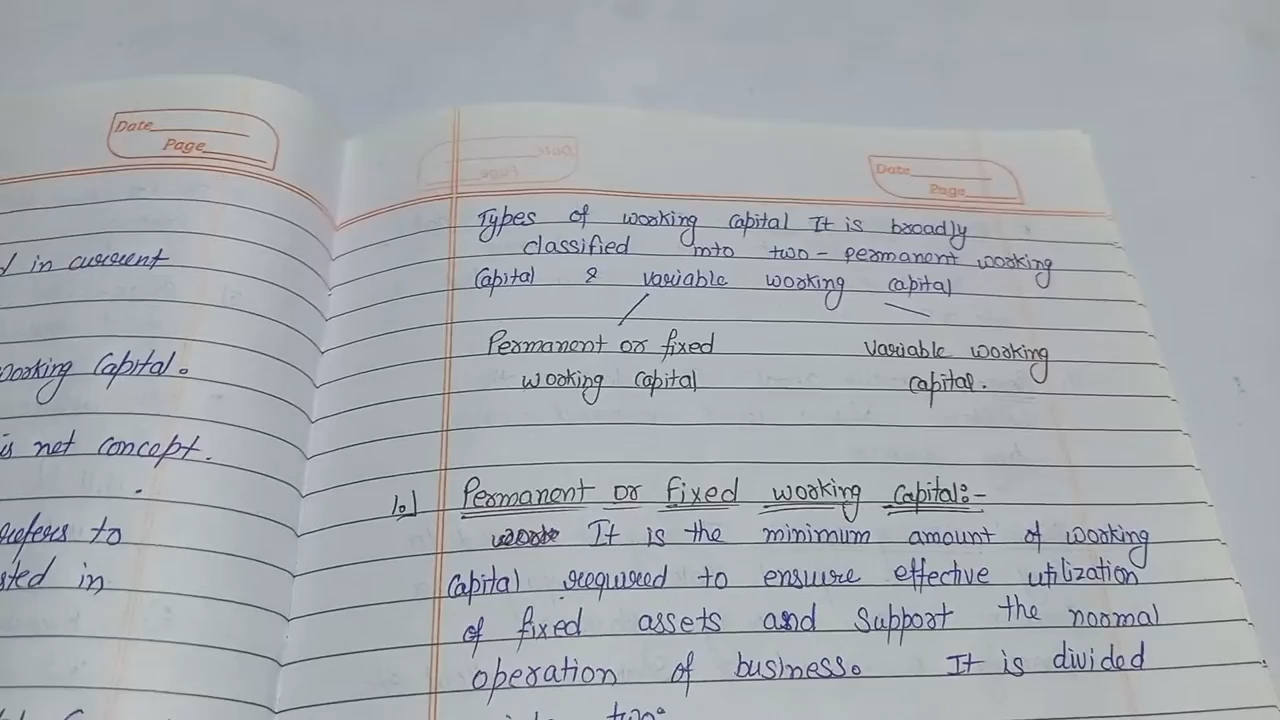 Date
Page
d in current
working Capital.
is net concept.
refers to
sted in
Date
Page
Types of working Capital It is broadly
classified into two - permanent working
Capital & variable working capital
Permanent or fixed
working capital
Variable working
capital.
1.] Permanent or fixed working Capital:-
It is the minimum amount of working
Capital required to ensure effective utilization
of fixed assets and support the normal
operation of business. It is divided
two: